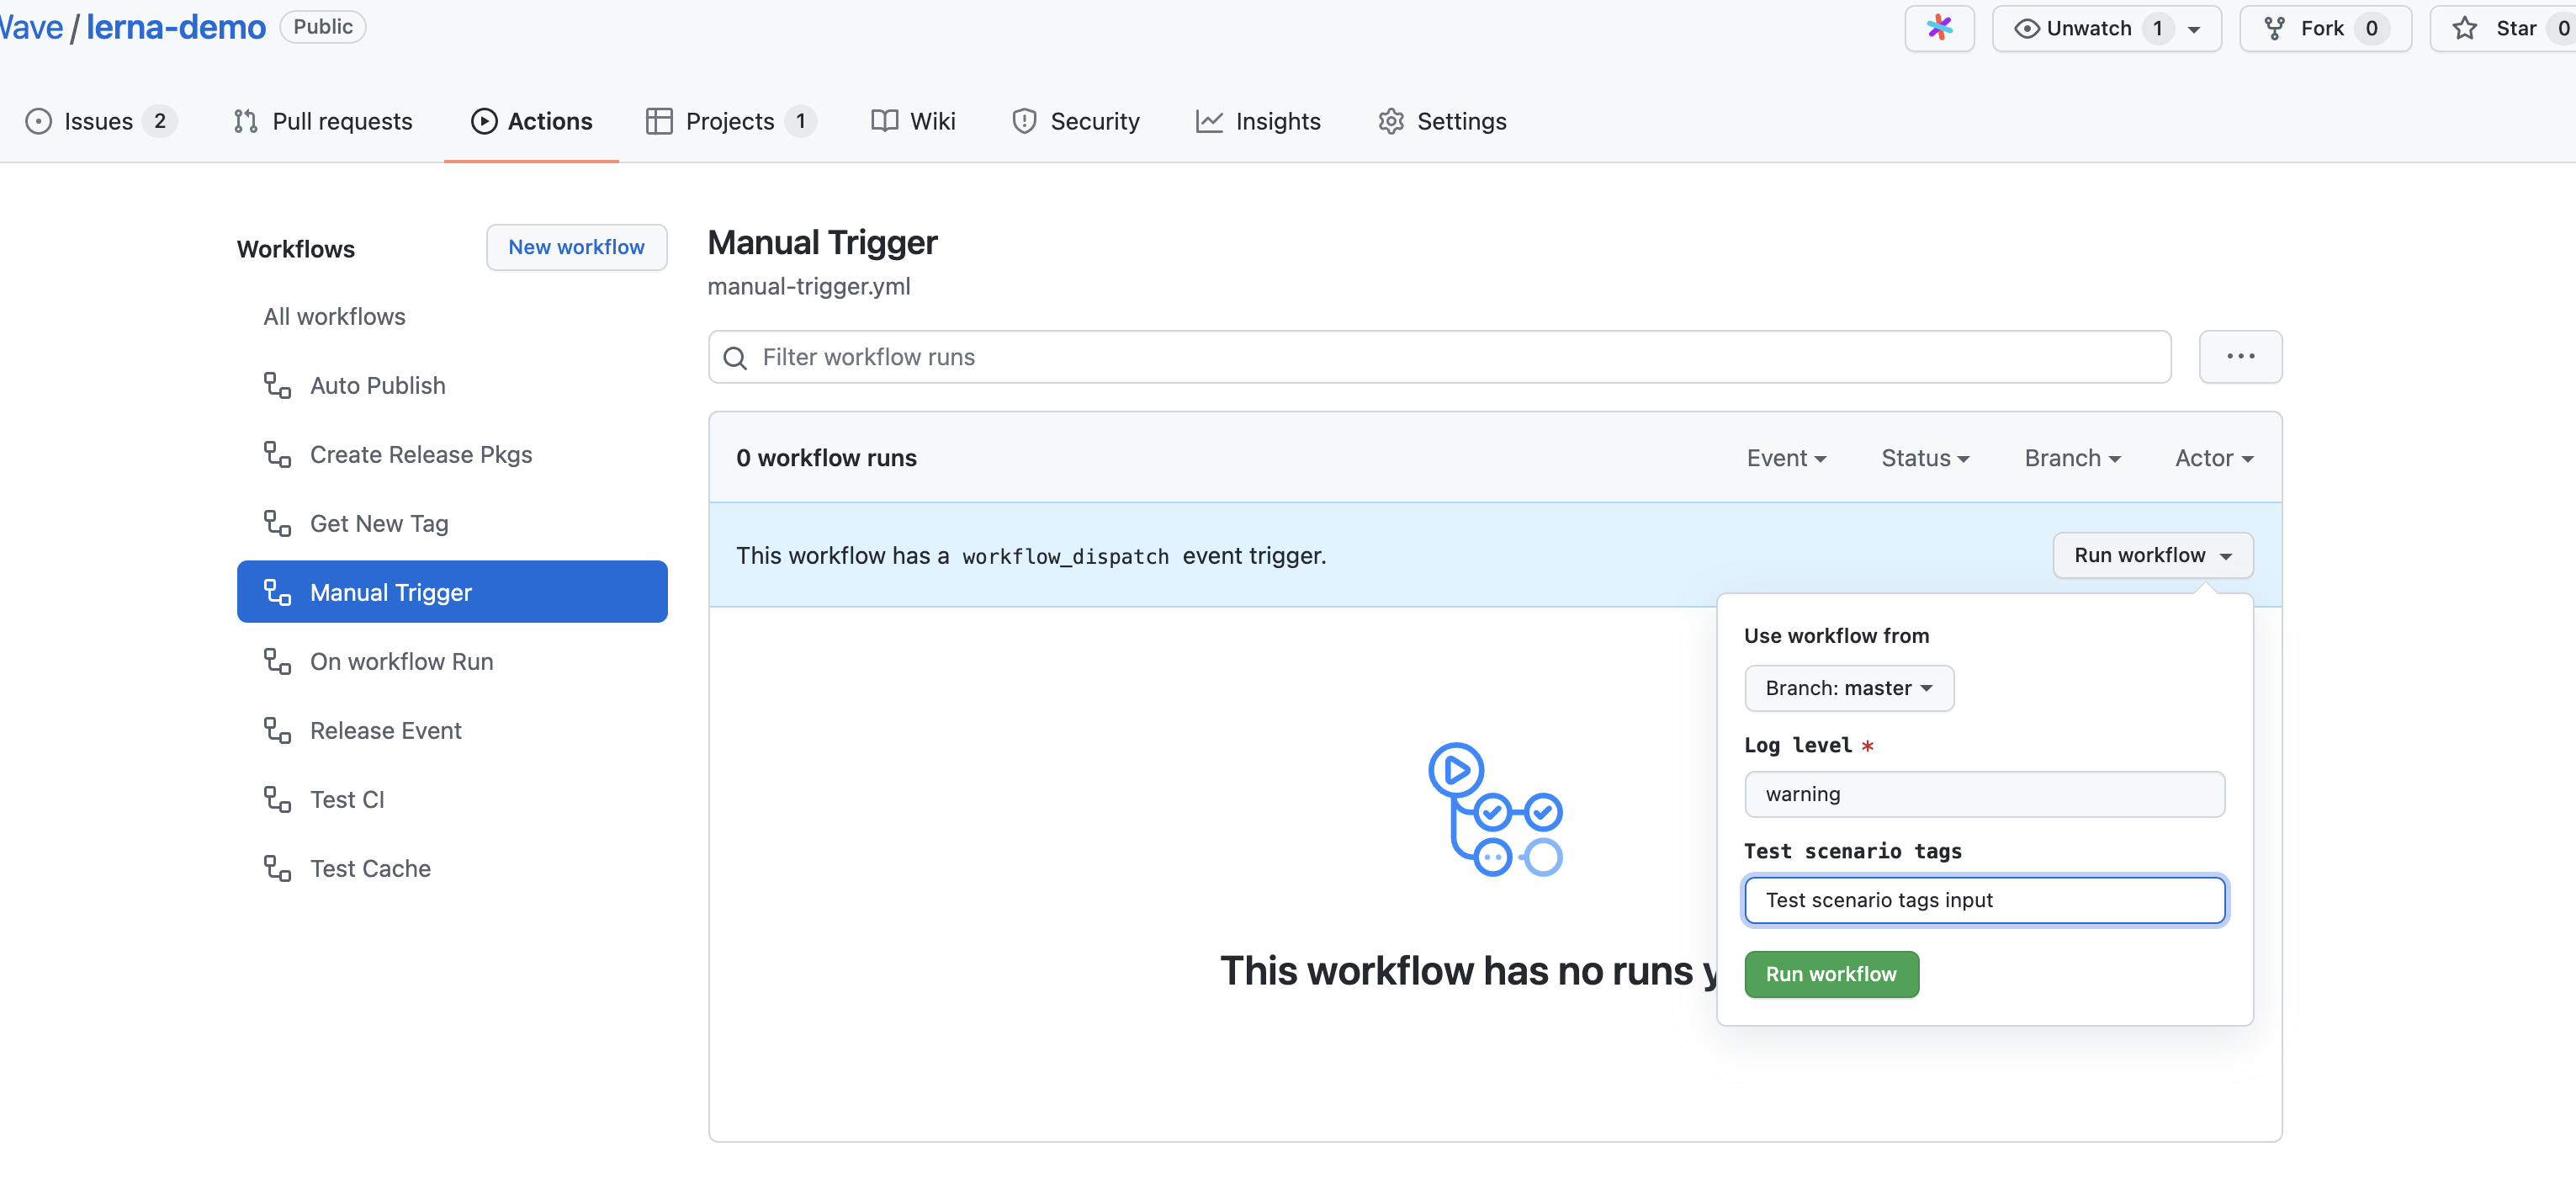 / lerna-demo Public
Unwatch 1
Fork 0
Star 0
Issues 2
Pull requests
Actions
Projects 1
Wiki
Security
Insights
Settings
Workflows
New workflow
All workflows
Auto Publish
Create Release Pkgs
Get New Tag
Manual Trigger
On workflow Run
Release Event
Test CI
Test Cache
Manual Trigger
manual-trigger.yml
Filter workflow runs
0 workflow runs
Event
Status
Branch
Actor
This workflow has a workflow_dispatch event trigger.
Run workflow
Use workflow from
Branch: master
Log level *
warning
Test scenario tags
Test scenario tags input
Run workflow
This workflow has no runs